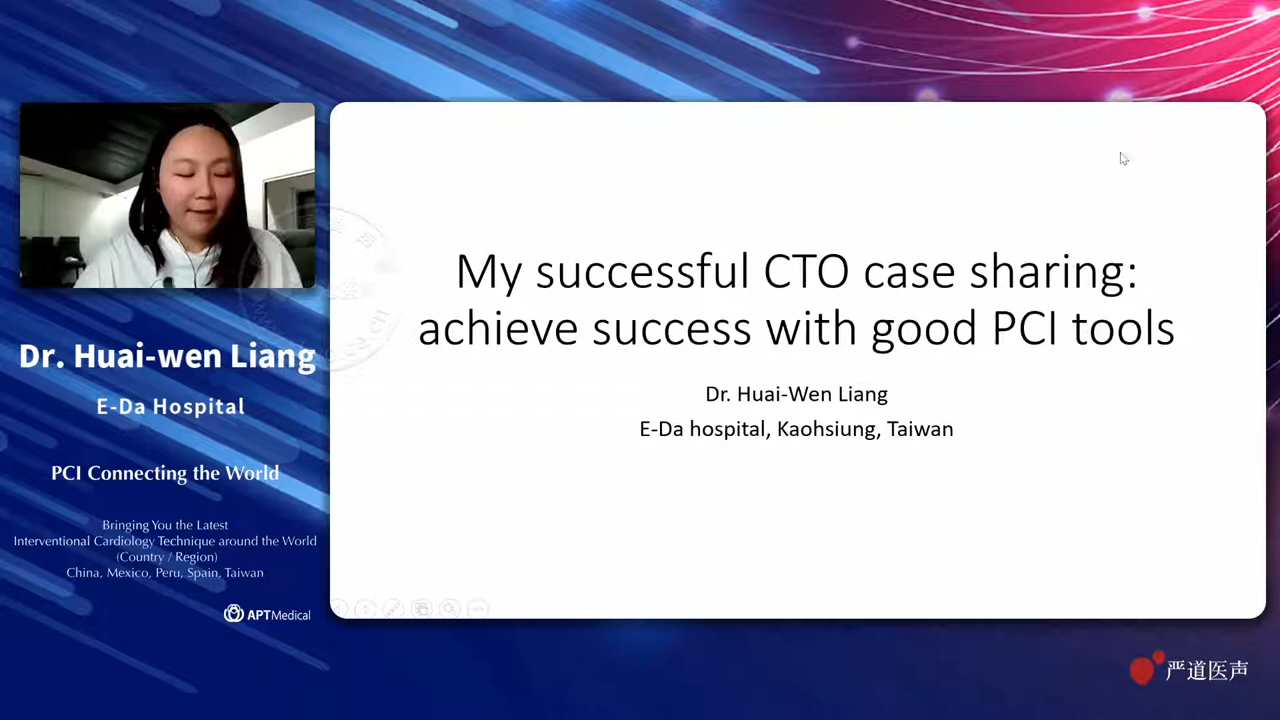 My successful CTO case sharing:
achieve success with good PCI tools
Dr. Huai-Wen Liang
E-Da hospital, Kaohsiung, Taiwan
Dr. Huai-wen Liang
E-Da Hospital
PCI Connecting the World
Bringing You the Latest
Interventional Cardiology Technique around the World
(Country / Region)
China, Mexico, Peru, Spain, Taiwan
APTMedical
严道医声